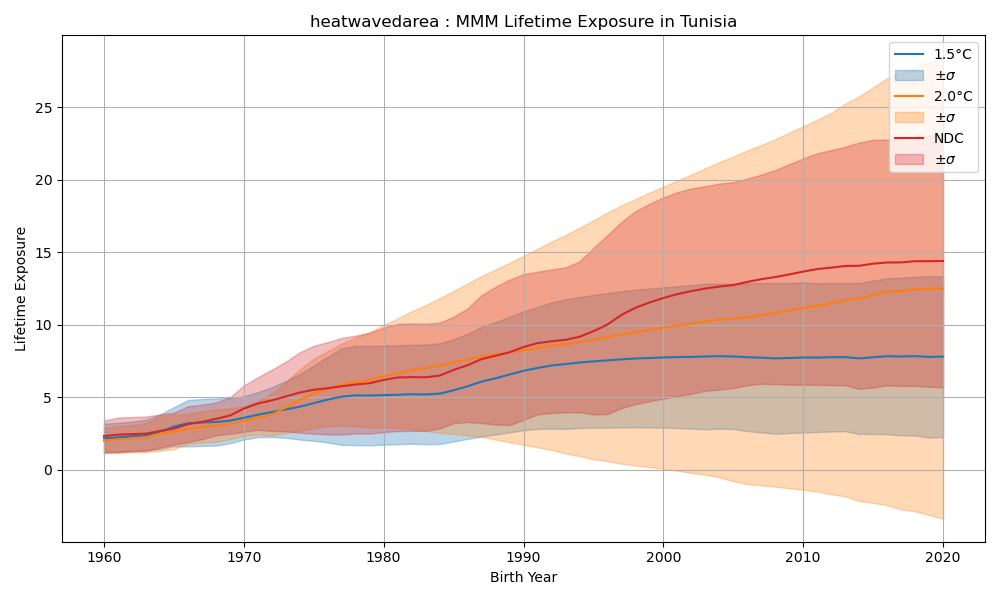 heatwavedarea : MMM Lifetime Exposure in Tunisia
1.5°C
±σ
2.0°C
±σ
NDC
±σ
Lifetime Exposure
25
20
15
10
5
0
1960 1970 1980 1990 2000 2010 2020
Birth Year